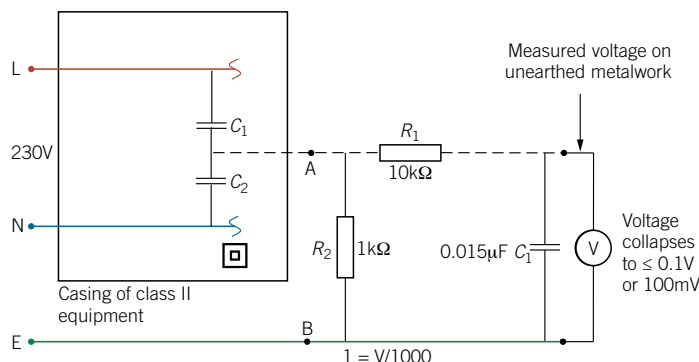 Measured voltage on
unearthed metalwork
L
C1
R1
230V
A
10kΩ
C2
N
R2
1kΩ
0.015µF C1
V
Voltage
collapses
to ≤ 0.1V
or 100mV
Casing of class II
equipment
E
B
1 = V/1000